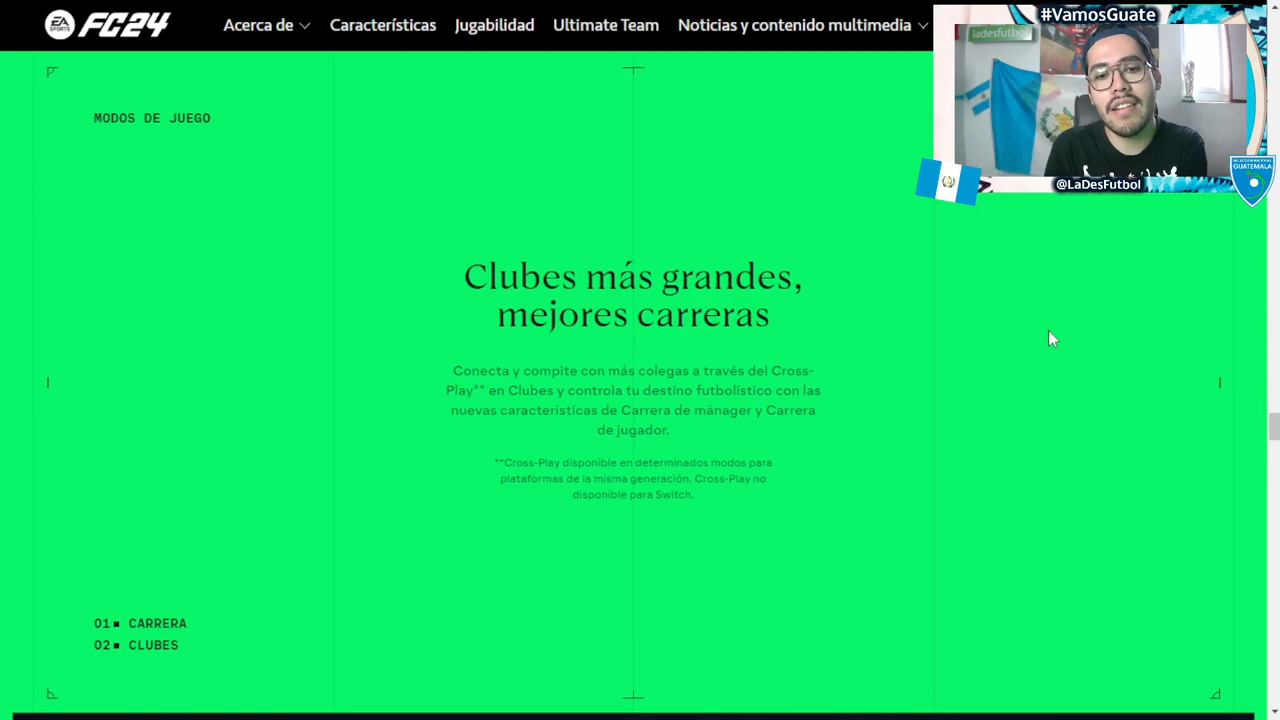 EA SPORTS FC24
Acerca de Características Jugabilidad Ultimate Team Noticias y contenido multimedia
#VamosGuate
ladesfutbol
@LaDesFutbol
GUATEMALA
MODOS DE JUEGO
Clubes más grandes,
mejores carreras
Conecta y compite con más colegas a través del Cross-
Play** en Clubes y controla tu destino futbolístico con las
nuevas características de Carrera de mánager y Carrera
de jugador.
**Cross-Play disponible en determinados modos para
plataformas de la misma generación. Cross-Play no
disponible para Switch.
01▪ CARRERA
02▪ CLUBES